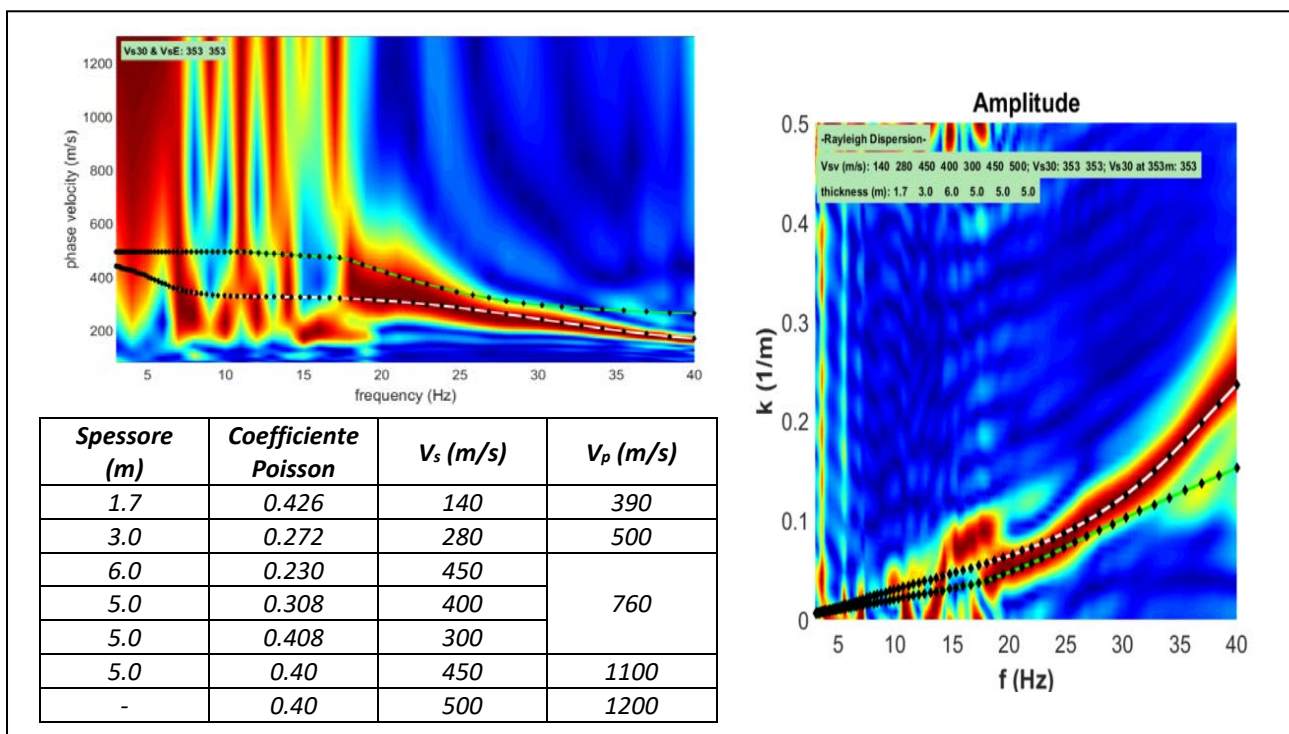 Vs30 & VsE: 353 353
1200
1000
800
600
400
200
phase velocity (m/s)
5 10 15 20 25 30 35 40
frequency (Hz)
Spessore (m) Coefficiente Poisson Vs (m/s) Vp (m/s)
1.7 0.426 140 390
3.0 0.272 280 500
6.0 0.230 450
5.0 0.308 400 760
5.0 0.408 300
5.0 0.40 450 1100
- 0.40 500 1200
Amplitude
-Rayleigh Dispersion-
Vsv (m/s): 140 280 450 400 300 450 500; Vs30: 353 353; Vs30 at 353m: 353
thickness (m): 1.7 3.0 6.0 5.0 5.0 5.0
0.5
0.4
0.3
0.2
0.1
0
k (1/m)
5 10 15 20 25 30 35 40
f (Hz)